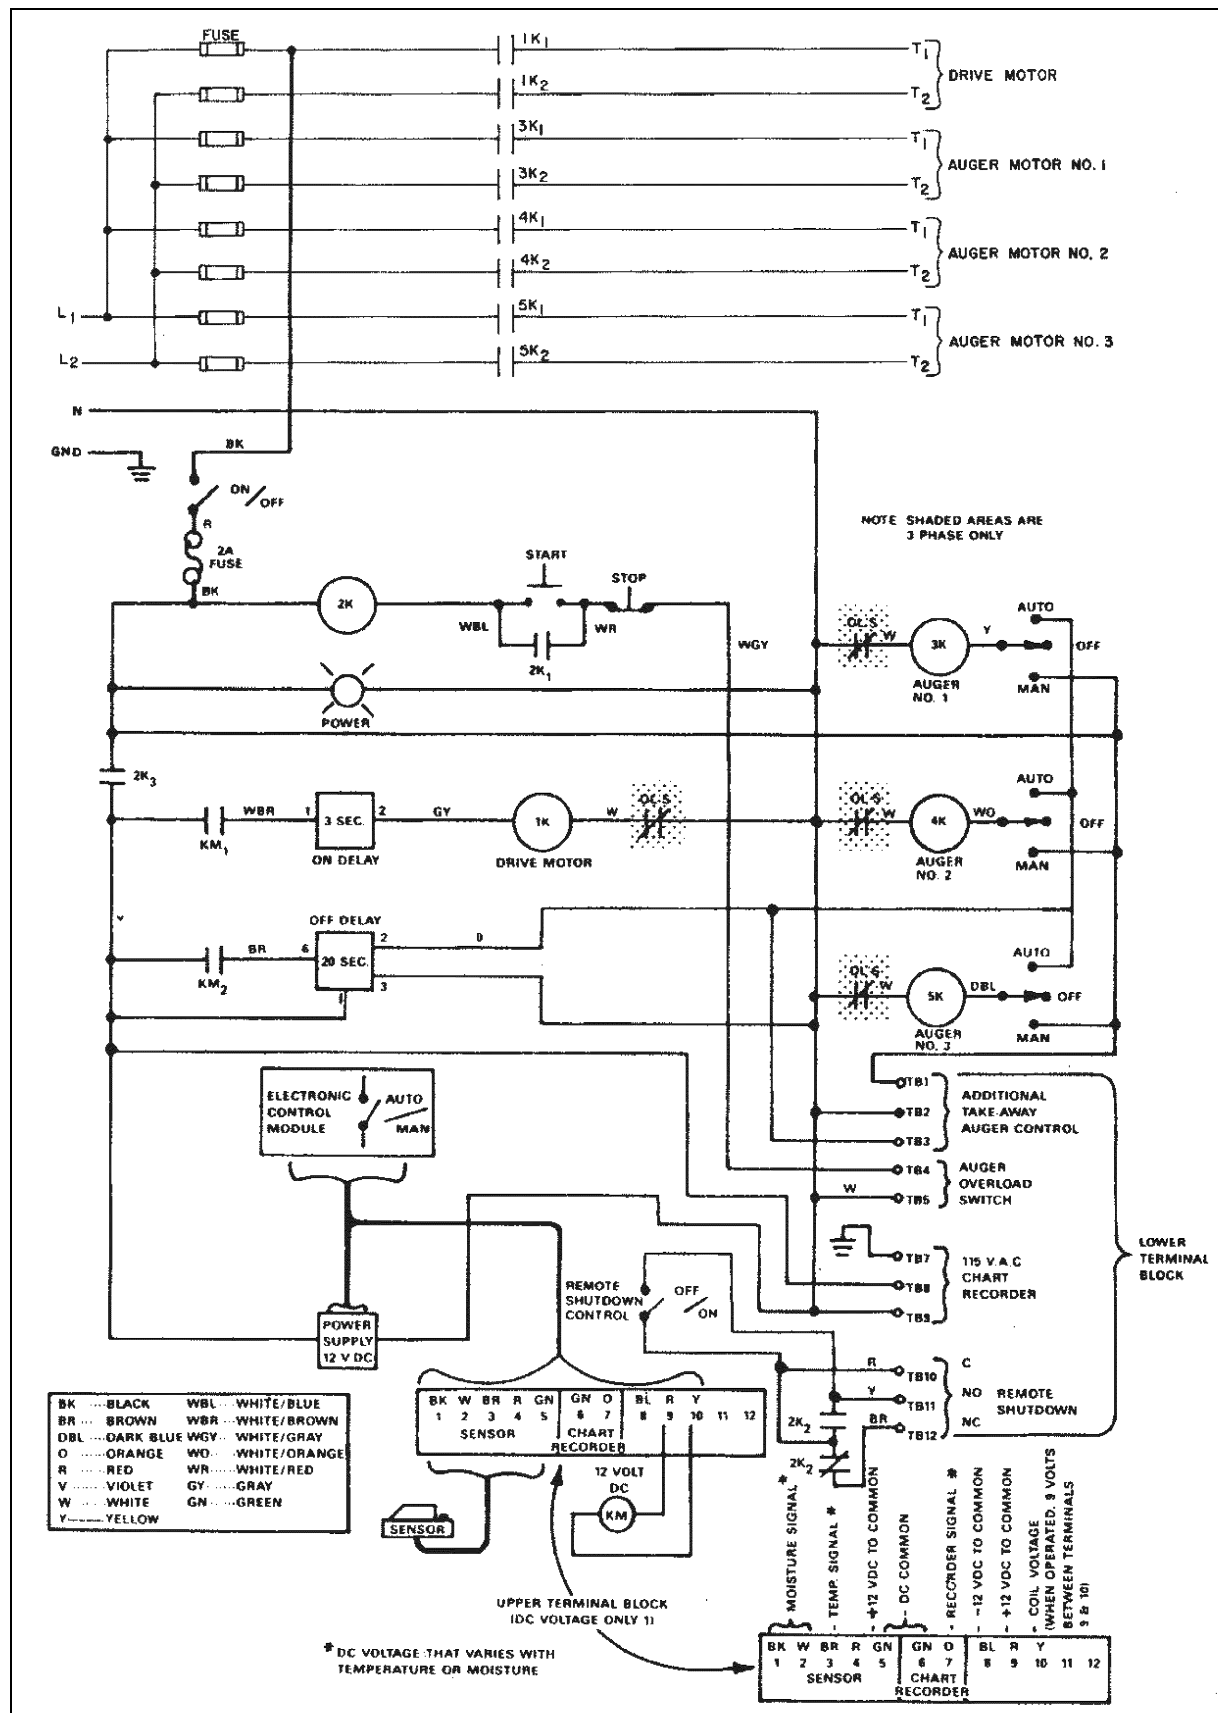 FUSE
1K1
T1
1K2
T2
DRIVE MOTOR
3K1
T1
3K2
T2
AUGER MOTOR NO. 1
4K1
T1
4K2
T2
AUGER MOTOR NO. 2
L1
5K1
T1
L2
5K2
T2
AUGER MOTOR NO. 3
N
GND
BK
ON/OFF
R
2A
FUSE
BK
NOTE SHADED AREAS ARE
3 PHASE ONLY
2K
START
STOP
WBL
WR
2K1
WGY
OL'S
W
3K
AUGER
NO. 1
Y
AUTO
OFF
MAN
POWER
2K3
KM1
WBR
1
3 SEC.
2
ON DELAY
GY
1K
DRIVE MOTOR
W
OL'S
OL'S
W
4K
AUGER
NO. 2
WO
AUTO
OFF
MAN
V
KM2
BR
6
OFF DELAY
20 SEC.
2
3
1
O
OL'S
W
5K
AUGER
NO. 3
DBL
AUTO
OFF
MAN
ELECTRONIC
CONTROL
MODULE
AUTO
MAN
TB1
TB2
TB3
ADDITIONAL
TAKE-AWAY
AUGER CONTROL
TB4
W
TB5
AUGER
OVERLOAD
SWITCH
TB7
TB8
TB9
115 V.A.C
CHART
RECORDER
LOWER
TERMINAL
BLOCK
REMOTE
SHUTDOWN
CONTROL
OFF
ON
POWER
SUPPLY
12 V DC
R
TB10
C
Y
TB11
NO
BR
TB12
NC
REMOTE
SHUTDOWN
2K2
2K2
BK ...BLACK WBL ...WHITE/BLUE
BR ... BROWN WBR ...WHITE/BROWN
DBL ...DARK BLUE WGY ...WHITE/GRAY
O .....ORANGE WO ....WHITE/ORANGE
R .....RED WR .....WHITE/RED
V .....VIOLET GY .....GRAY
W .....WHITE GN .....GREEN
Y-------YELLOW
BK W BR R GN GN O BL R Y
1 2 3 4 5 6 7 8 9 10 11 12
SENSOR
CHART
RECORDER
SENSOR
12 VOLT
DC
KM
UPPER TERMINAL BLOCK
(DC VOLTAGE ONLY 1)
* DC VOLTAGE THAT VARIES WITH
TEMPERATURE OR MOISTURE
MOISTURE SIGNAL *
TEMP. SIGNAL *
+12 VDC TO COMMON
DC COMMON
RECORDER SIGNAL *
-12 VDC TO COMMON
+12 VDC TO COMMON
COIL VOLTAGE
(WHEN OPERATED, 9 VOLTS
BETWEEN TERMINALS
9 & 10)
BK W BR R GN GN O BL R Y
1 2 3 4 5 6 7 8 9 10 11 12
SENSOR
CHART
RECORDER